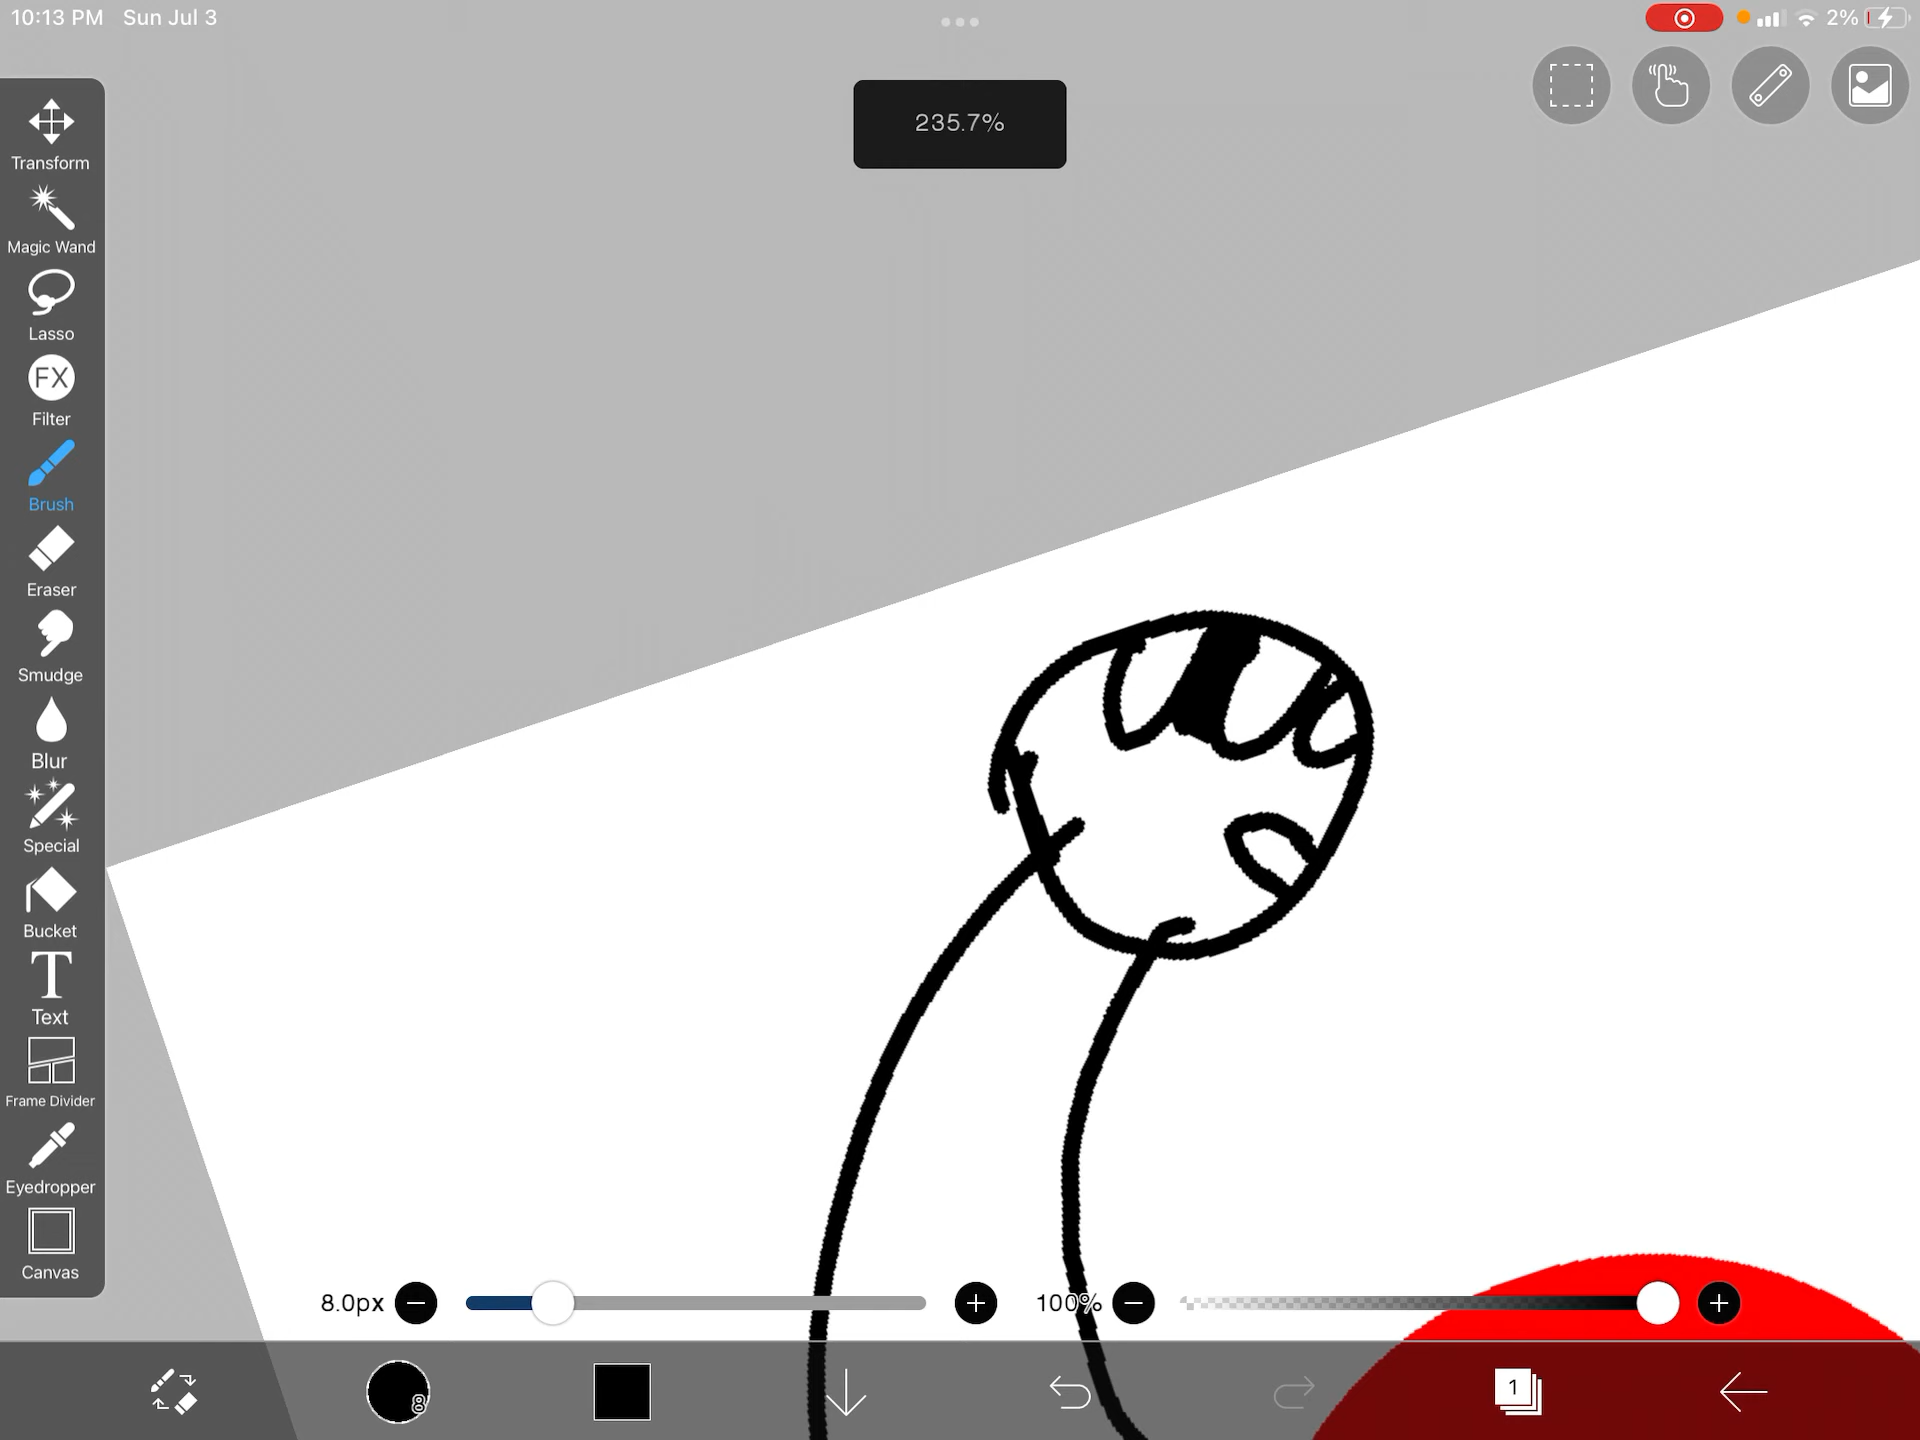 10:13 PM Sun Jul 3
2%
235.7%
Transform
Magic Wand
Lasso
FX
Filter
Brush
Eraser
Smudge
Blur
Special
Bucket
T
Text
Frame Divider
Eyedropper
Canvas
8.0px
100%
8
1